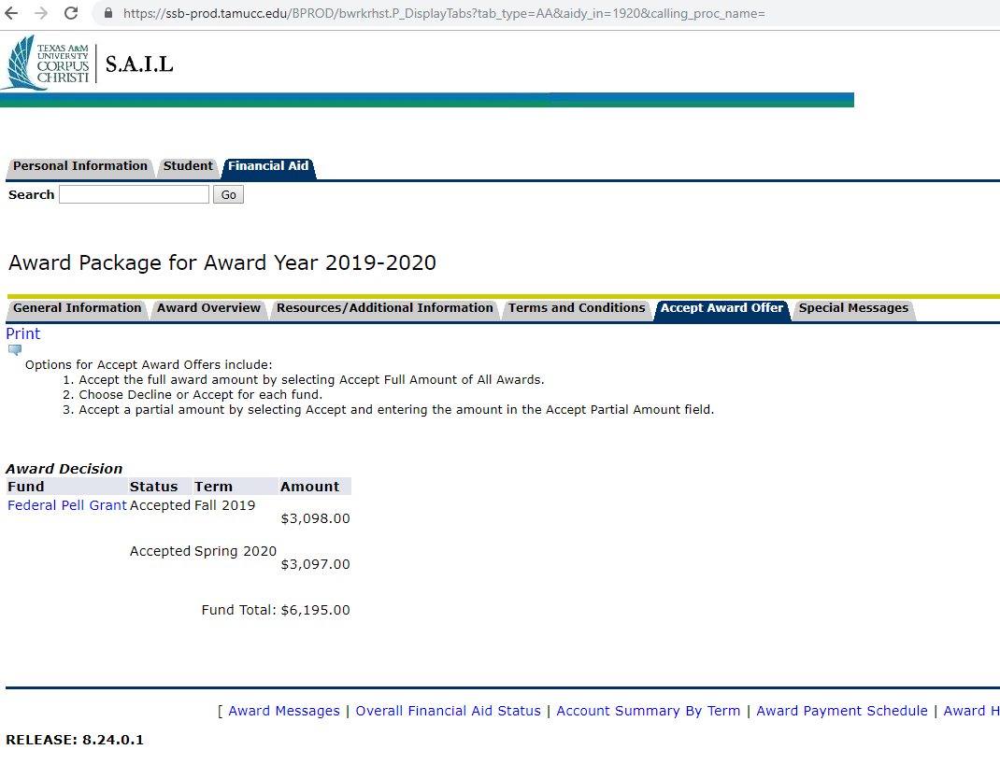 https://ssb-prod.tamucc.edu/BPROD/bwrkrhst.P_DisplayTabs?tab_type=AA&aidy_in=1920&calling_proc_name=
TEXAS A&M
UNIVERSITY
CORPUS
CHRISTI
S.A.I.L
Personal Information Student Financial Aid
Search Go
Award Package for Award Year 2019-2020
General Information Award Overview Resources/Additional Information Terms and Conditions Accept Award Offer Special Messages
Print
Options for Accept Award Offers include:
1. Accept the full award amount by selecting Accept Full Amount of All Awards.
2. Choose Decline or Accept for each fund.
3. Accept a partial amount by selecting Accept and entering the amount in the Accept Partial Amount field.
Award Decision
Fund Status Term Amount
Federal Pell Grant Accepted Fall 2019
$3,098.00
Accepted Spring 2020
$3,097.00
Fund Total: $6,195.00
[ Award Messages | Overall Financial Aid Status | Account Summary By Term | Award Payment Schedule | Award H
RELEASE: 8.24.0.1